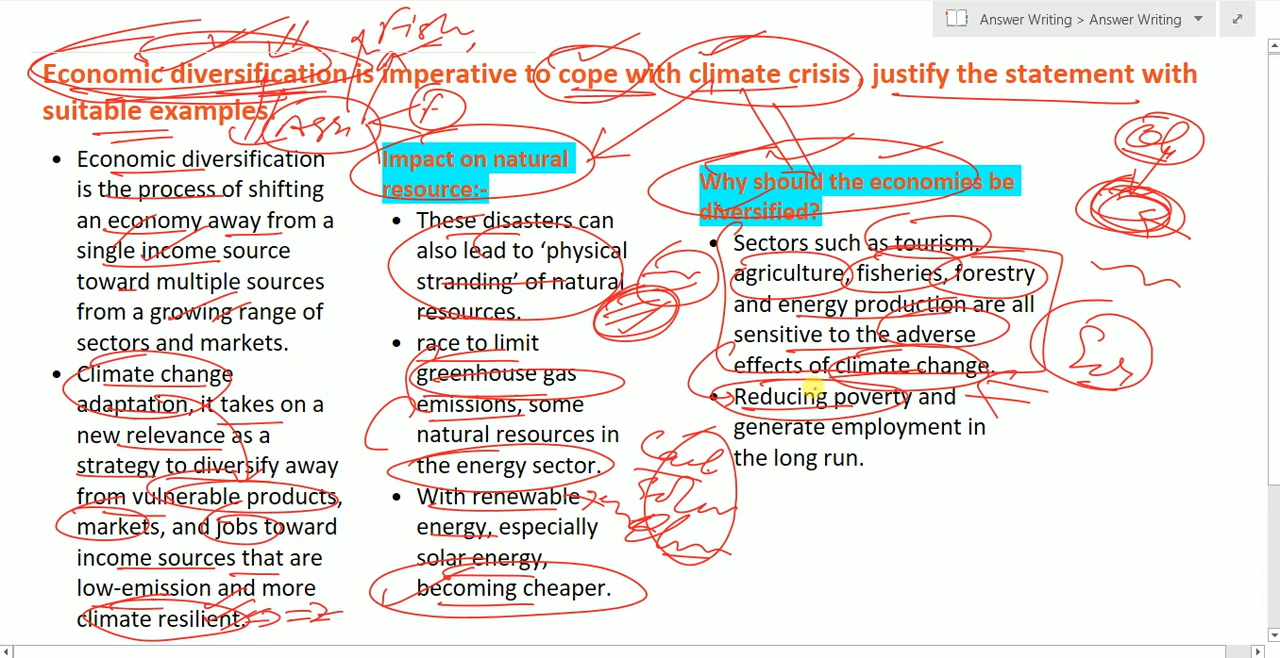 Answer Writing > Answer Writing
Fish,
Economic diversification is imperative to cope with climate crisis , justify the statement with
suitable examples.
Agri
F
Economic diversification
is the process of shifting
an economy away from a
single income source
toward multiple sources
from a growing range of
sectors and markets.
Climate change
adaptation, it takes on a
new relevance as a
strategy to diversify away
from vulnerable products,
markets, and jobs toward
income sources that are
low-emission and more
climate resilient.
Impact on natural
resource:-
These disasters can
also lead to ‘physical
stranding’ of natural
resources.
race to limit
greenhouse gas
emissions, some
natural resources in
the energy sector.
With renewable
energy, especially
solar energy,
becoming cheaper.
Why should the economies be
diversified?
Sectors such as tourism,
agriculture, fisheries, forestry
and energy production are all
sensitive to the adverse
effects of climate change.
Reducing poverty and
generate employment in
the long run.